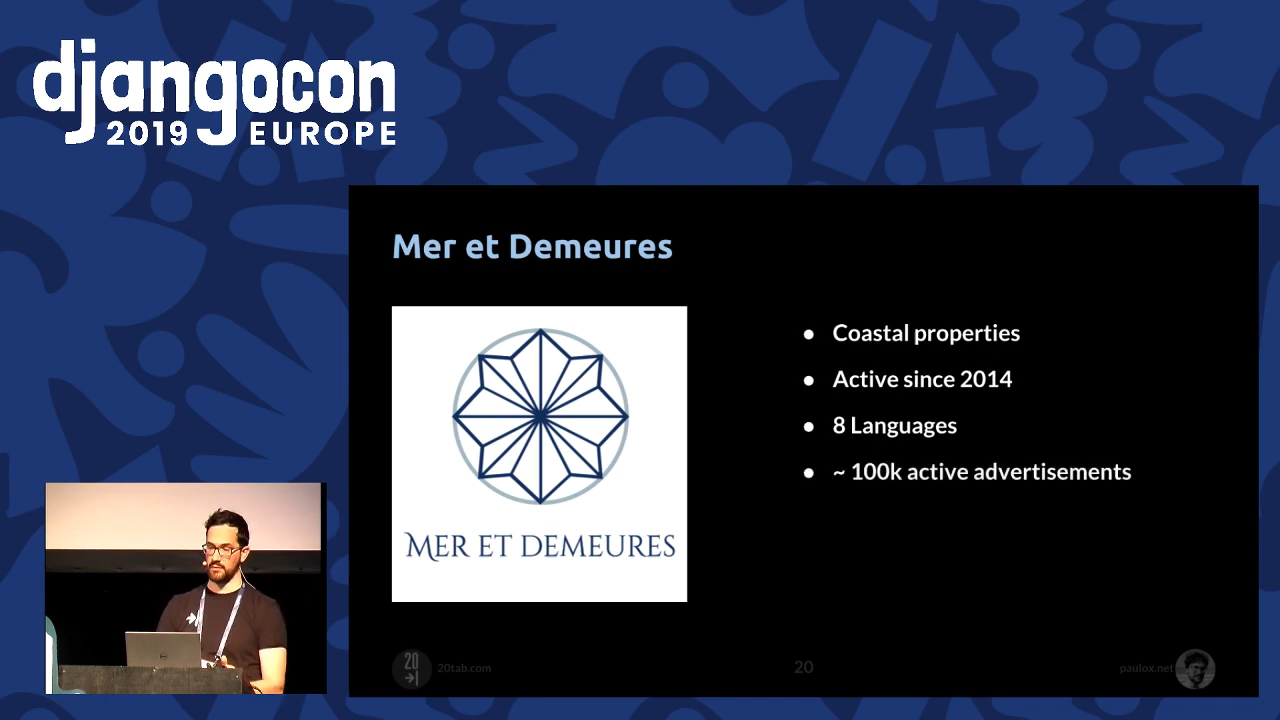 djangocon
2019 EUROPE
Mer et Demeures
MER ET DEMEURES
● Coastal properties
● Active since 2014
● 8 Languages
● ~ 100k active advertisements
20
20tab.com
20
paulox.net